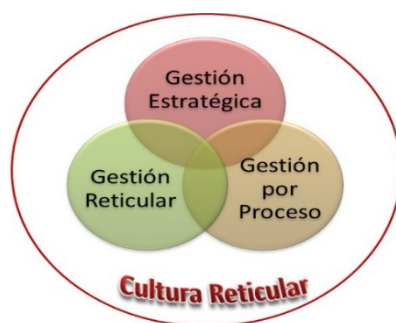 Gestión
Estratégica
Gestión
Reticular
Gestión
por
Proceso
Cultura Reticular